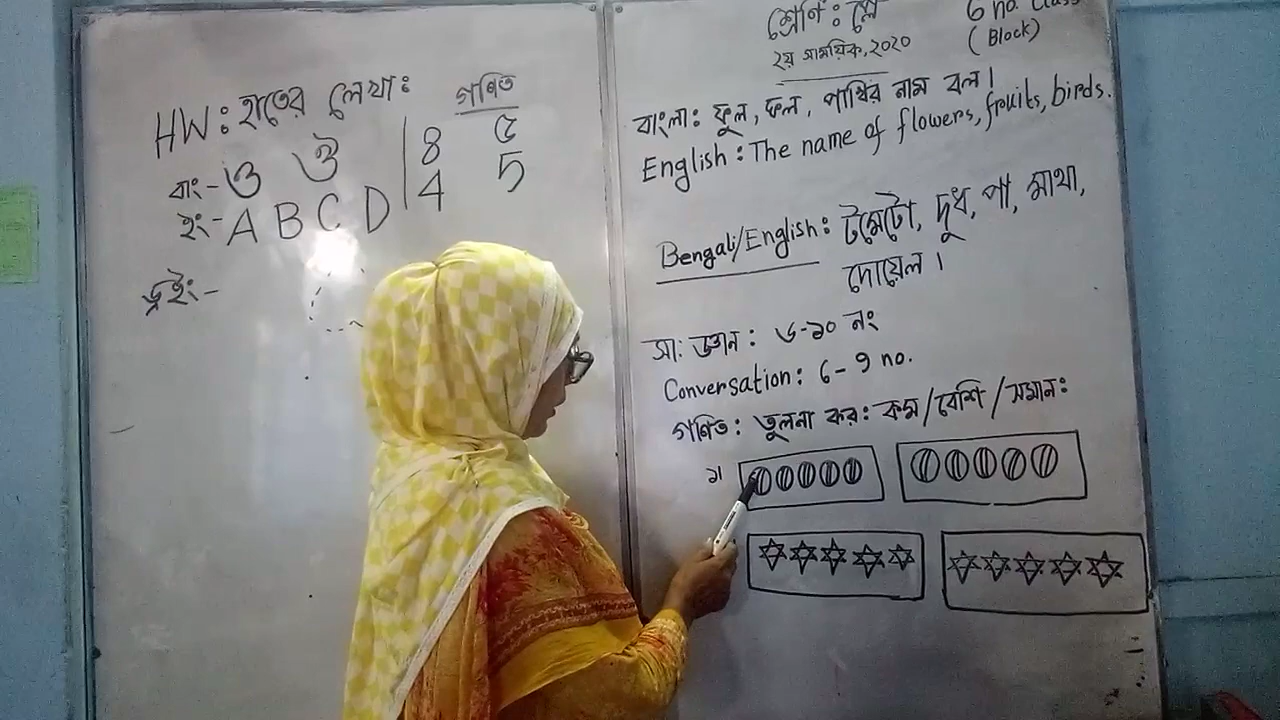 HW: হাতের লেখাঃ
গণিত
বাং- ও ঔ
৪ ৫
ইং- A B C D
4 5
ড্রইং-
শ্রেণি: প্লে
6 no. Class
২য় সাময়িক, ২০২০
(Block)
বাংলা: ফুল, ফল, পাখির নাম বল।
English: The name of flowers, fruits, birds.
Bengali/English: টমেটো, দুধ, পা, মাথা,
দোয়েল।
সা: জ্ঞান: ৬-১০ নং
Conversation: 6-9 no.
গণিত: তুলনা কর: কম/বেশি/সমান:
১।